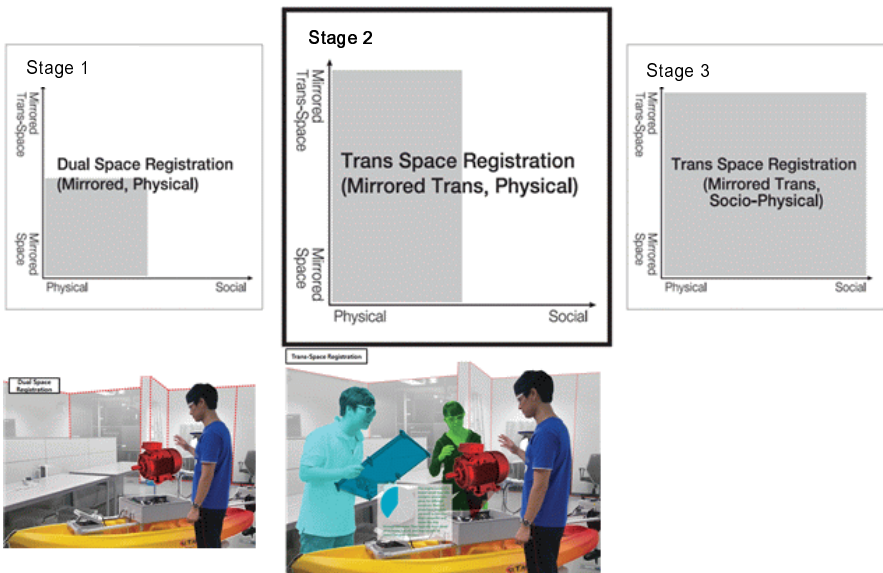 Stage 1
Mirrored
Trans-Space
Dual Space Registration
(Mirrored, Physical)
Mirrored
Space
Physical
Social
Stage 2
Mirrored
Trans-Space
Trans Space Registration
(Mirrored Trans, Physical)
Mirrored
Space
Physical
Social
Stage 3
Mirrored
Trans-Space
Trans Space Registration
(Mirrored Trans,
Socio-Physical)
Mirrored
Space
Physical
Social
Dual Space
Registration
Trans-Space Registration